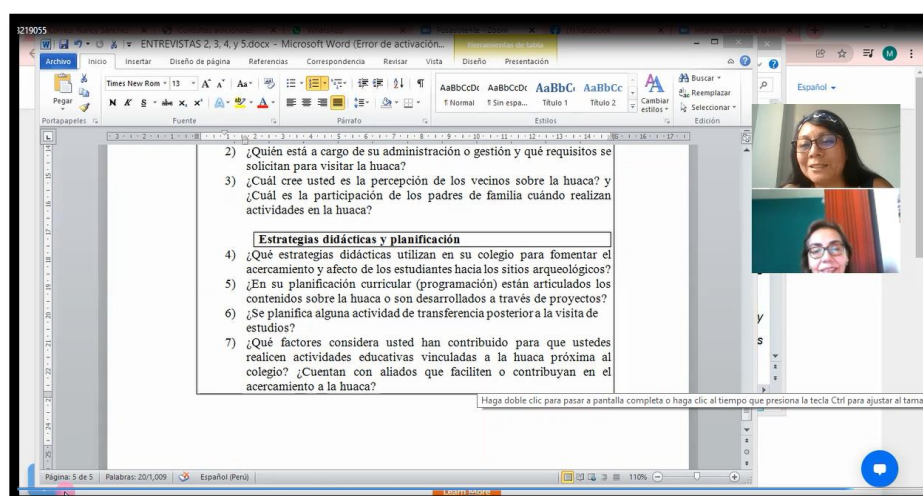 3219055
ENTREVISTAS 2, 3, 4, y 5.docx - Microsoft Word (Error de activación...
Herramientas de tabla
Archivo Inicio Insertar Diseño de página Referencias Correspondencia Revisar Vista Diseño Presentación
Times New Rom 13
Pegar
N K S abe x₂ x²
AaBbCcDc AaBbCcDc AaBbC AaBbCc
¶ Normal ¶ Sin espa... Título 1 Título 2
Cambiar estilos
Buscar
Reemplazar
Seleccionar
Portapapeles Fuente Párrafo Estilos Edición
Español
M
2) ¿Quién está a cargo de su administración o gestión y qué requisitos se
solicitan para visitar la huaca?
3) ¿Cuál cree usted es la percepción de los vecinos sobre la huaca? y
¿Cuál es la participación de los padres de familia cuándo realizan
actividades en la huaca?
Estrategias didácticas y planificación
4) ¿Qué estrategias didácticas utilizan en su colegio para fomentar el
acercamiento y afecto de los estudiantes hacia los sitios arqueológicos?
5) ¿En su planificación curricular (programación) están articulados los
contenidos sobre la huaca o son desarrollados a través de proyectos?
6) ¿Se planifica alguna actividad de transferencia posterior a la visita de
estudios?
7) ¿Qué factores considera usted han contribuido para que ustedes
realicen actividades educativas vinculadas a la huaca próxima al
colegio? ¿Cuentan con aliados que faciliten o contribuyan en el
acercamiento a la huaca?
Haga doble clic para pasar a pantalla completa o haga clic al tiempo que presiona la tecla Ctrl para ajustar al tama
y
s
Página: 5 de 5 Palabras: 20/1,009 Español (Perú) 110%
Learn More